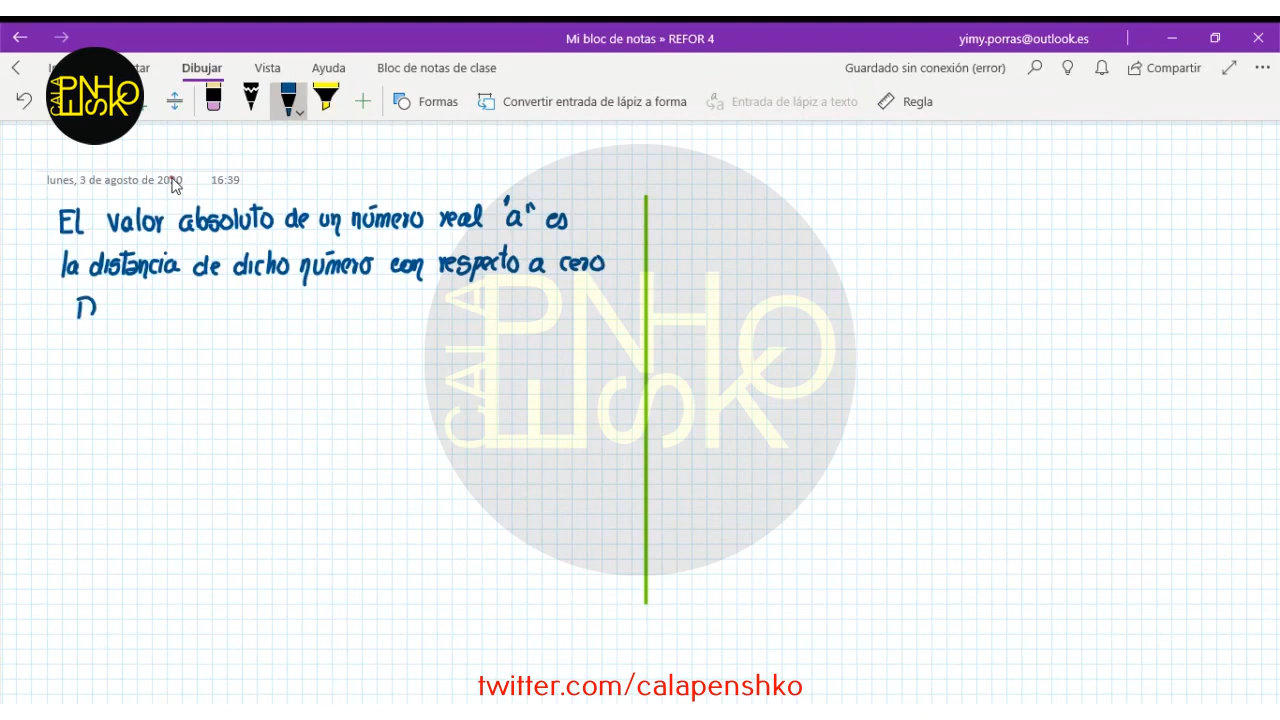 Mi bloc de notas » REFOR 4
yimy.porras@outlook.es
Dibujar Vista Ayuda Bloc de notas de clase
Guardado sin conexión (error)
Compartir
Formas
Convertir entrada de lápiz a forma
Entrada de lápiz a texto
Regla
CALA PENSHKO
lunes, 3 de agosto de 2020 16:39
El valor absoluto de un número real "a" es
la distancia de dicho número con respecto a cero
CALA PENSHKO
twitter.com/calapenshko